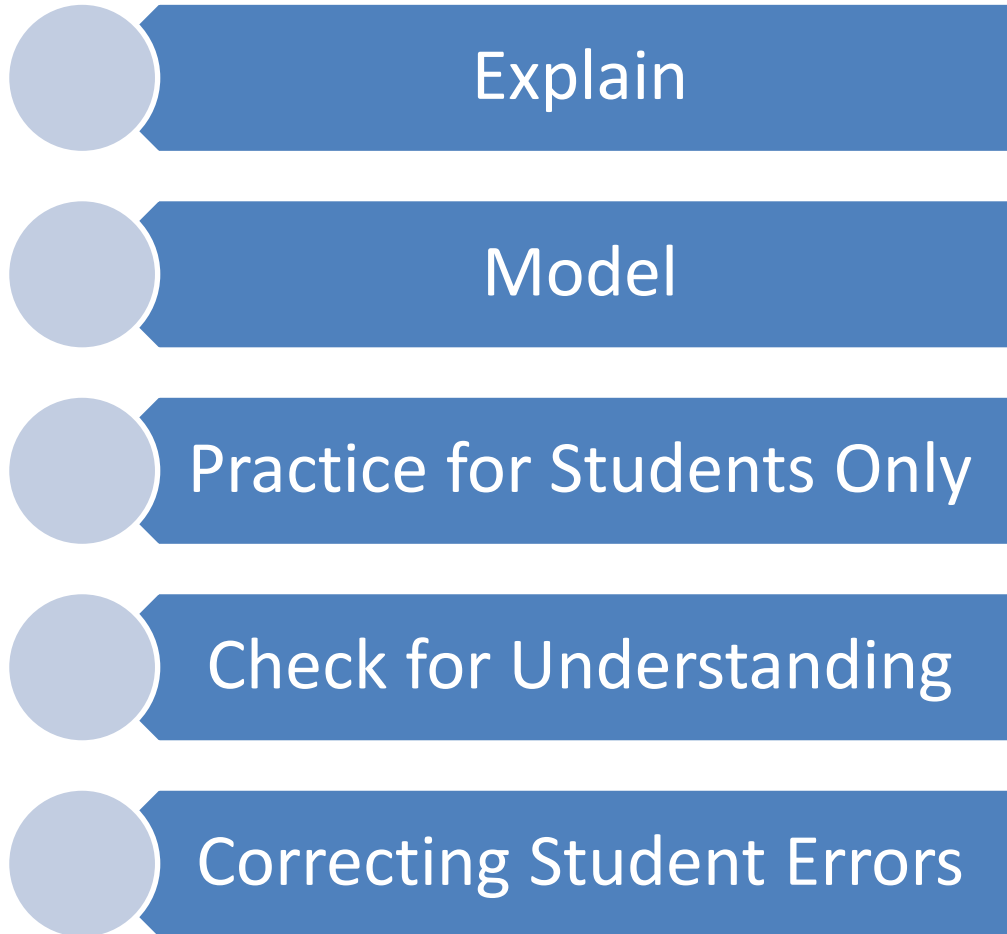 Explain
Model
Practice for Students Only
Check for Understanding
Correcting Student Errors